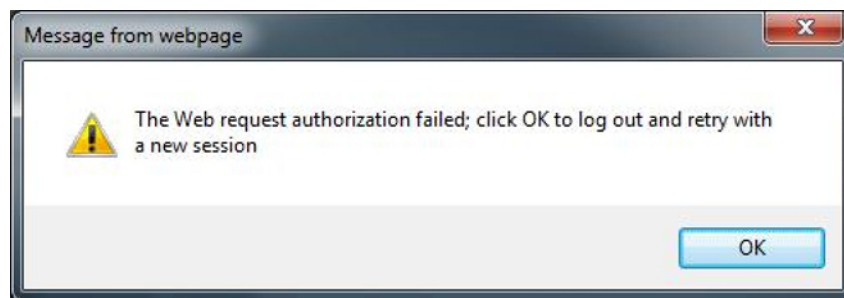 Message from webpage
The Web request authorization failed; click OK to log out and retry with
a new session
OK